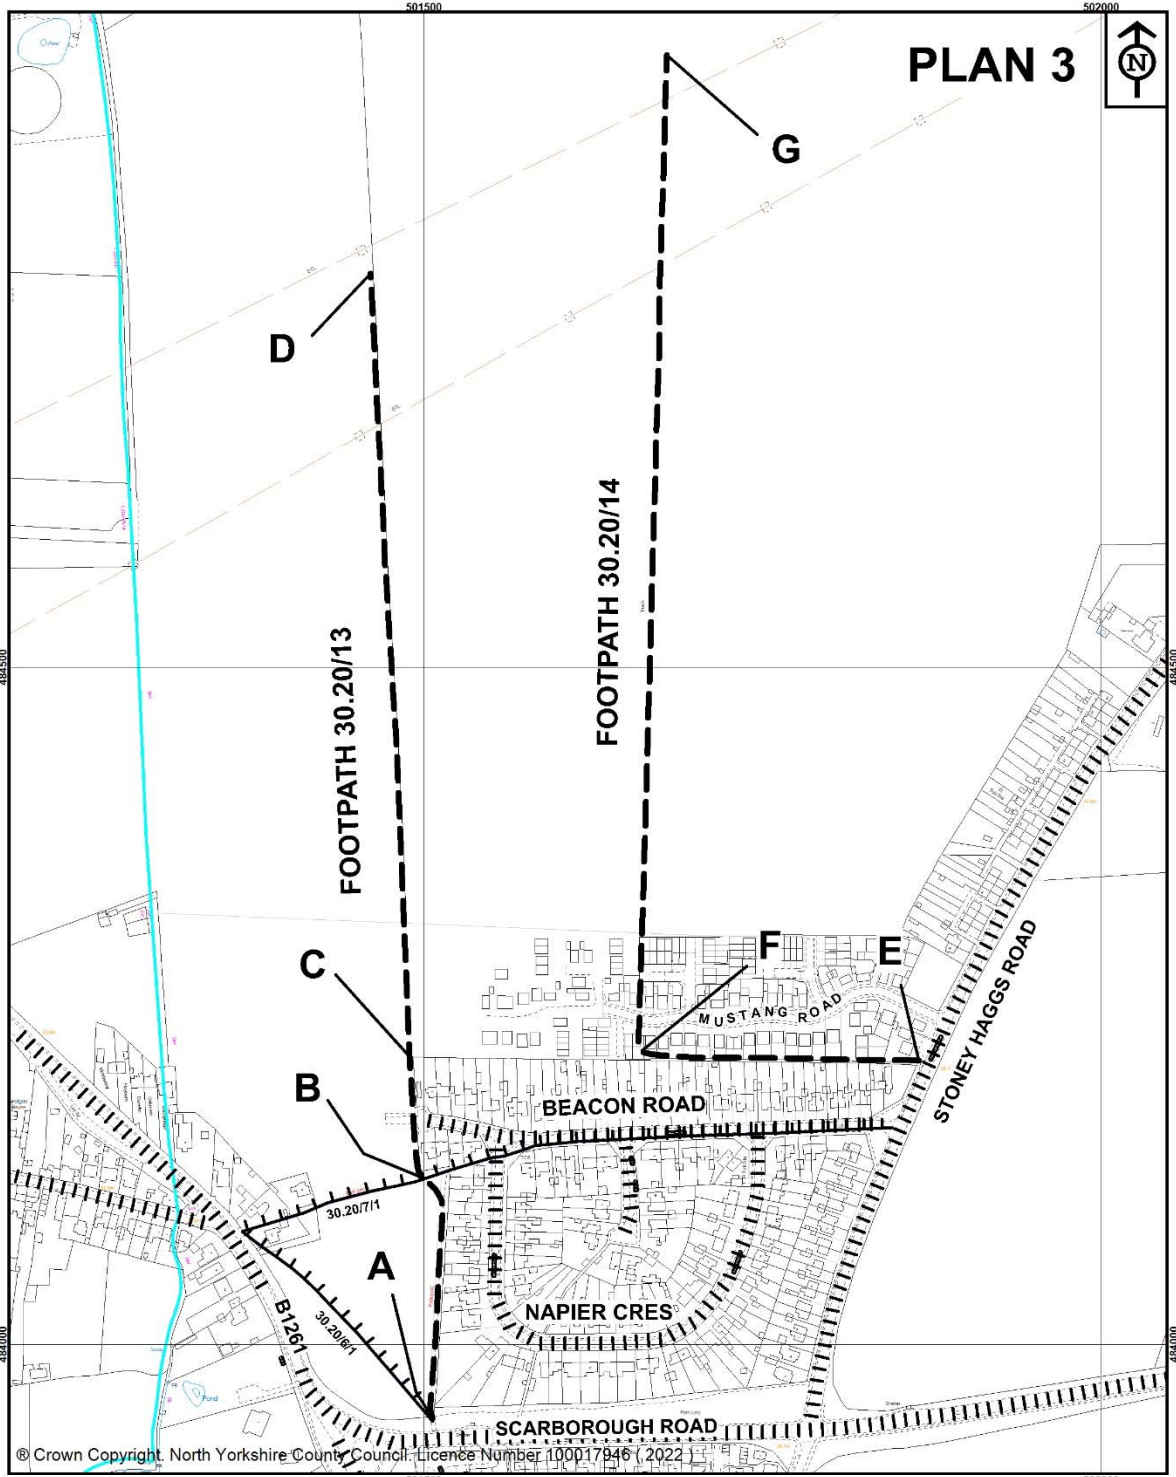 501500
502000
PLAN 3
N
G
D
FOOTPATH 30.20/14
FOOTPATH 30.20/13
484500
484500
C
F
E
MUSTANG ROAD
STONEY HAGGS ROAD
B
BEACON ROAD
30.20/7/1
A
NAPIER CRES
B1261
30.20/6/1
484000
Pond
SCARBOROUGH ROAD
® Crown Copyright. North Yorkshire County Council. Licence Number 100017946 ( 2022 )